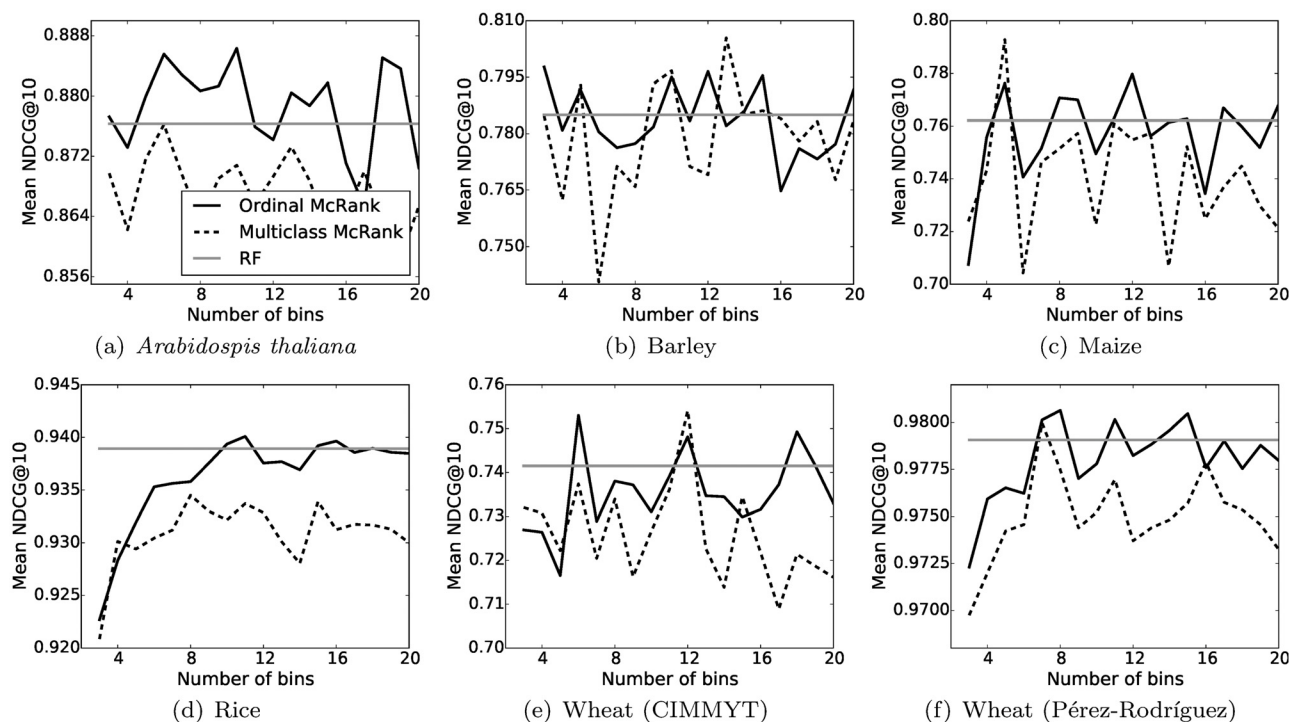 Mean NDCG@10
0.888
0.880
0.872
0.864
0.856
4 8 12 16 20
Number of bins
Ordinal McRank
Multiclass McRank
RF
(a) Arabidospis thaliana
Mean NDCG@10
0.810
0.795
0.780
0.765
0.750
4 8 12 16 20
Number of bins
(b) Barley
Mean NDCG@10
0.80
0.78
0.76
0.74
0.72
0.70
4 8 12 16 20
Number of bins
(c) Maize
Mean NDCG@10
0.945
0.940
0.935
0.930
0.925
0.920
4 8 12 16 20
Number of bins
(d) Rice
Mean NDCG@10
0.76
0.75
0.74
0.73
0.72
0.71
0.70
4 8 12 16 20
Number of bins
(e) Wheat (CIMMYT)
Mean NDCG@10
0.9800
0.9775
0.9750
0.9725
0.9700
4 8 12 16 20
Number of bins
(f) Wheat (Pérez-Rodríguez)